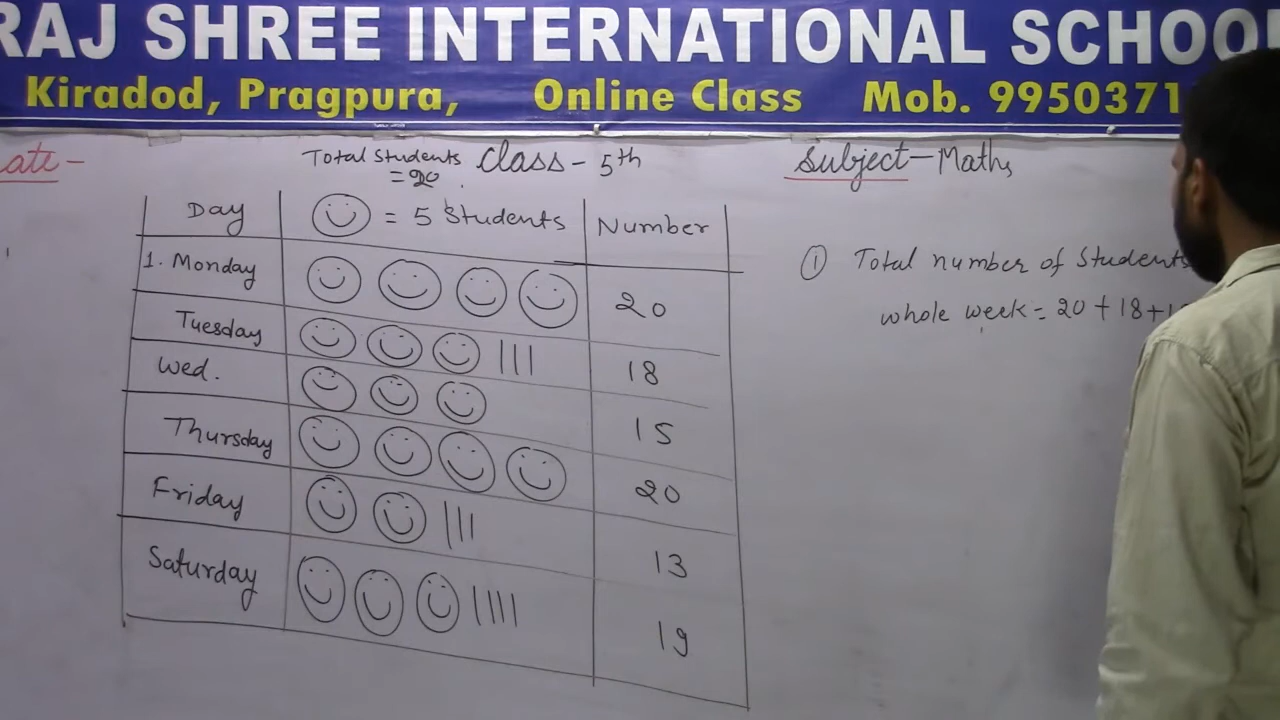 RAJ SHREE INTERNATIONAL SCHOOL
Kiradod, Pragpura, Online Class Mob. 9950371
ate - Total Students = 20 Class - 5th Subject - Maths
Day = 5 Students Number
1. Monday 20
Tuesday 18
Wed. 15
Thursday 20
Friday 13
Saturday 19
① Total number of Students
whole week = 20 + 18 + 1